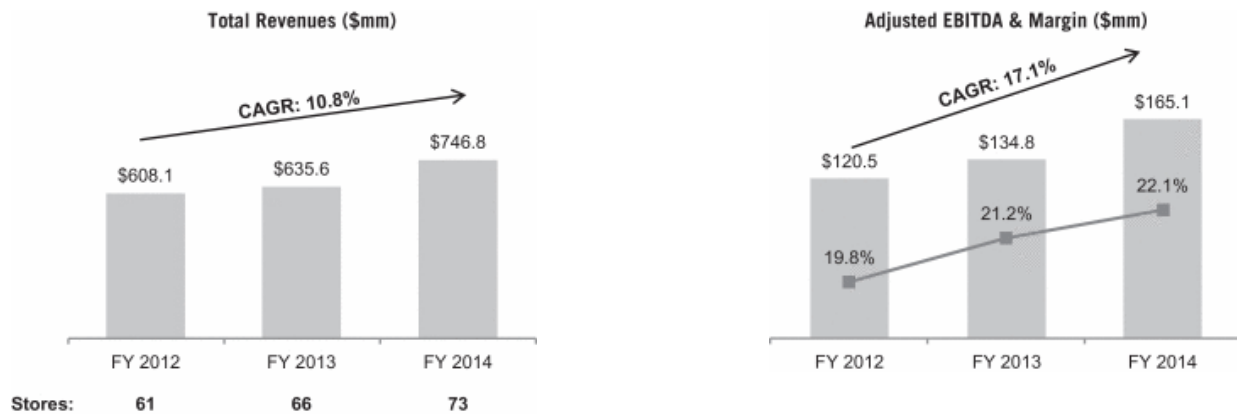 Total Revenues ($mm)
CAGR: 10.8%
$608.1
$635.6
$746.8
FY 2012
FY 2013
FY 2014
Stores: 61 66 73
Adjusted EBITDA & Margin ($mm)
CAGR: 17.1%
$120.5
$134.8
$165.1
19.8%
21.2%
22.1%
FY 2012
FY 2013
FY 2014